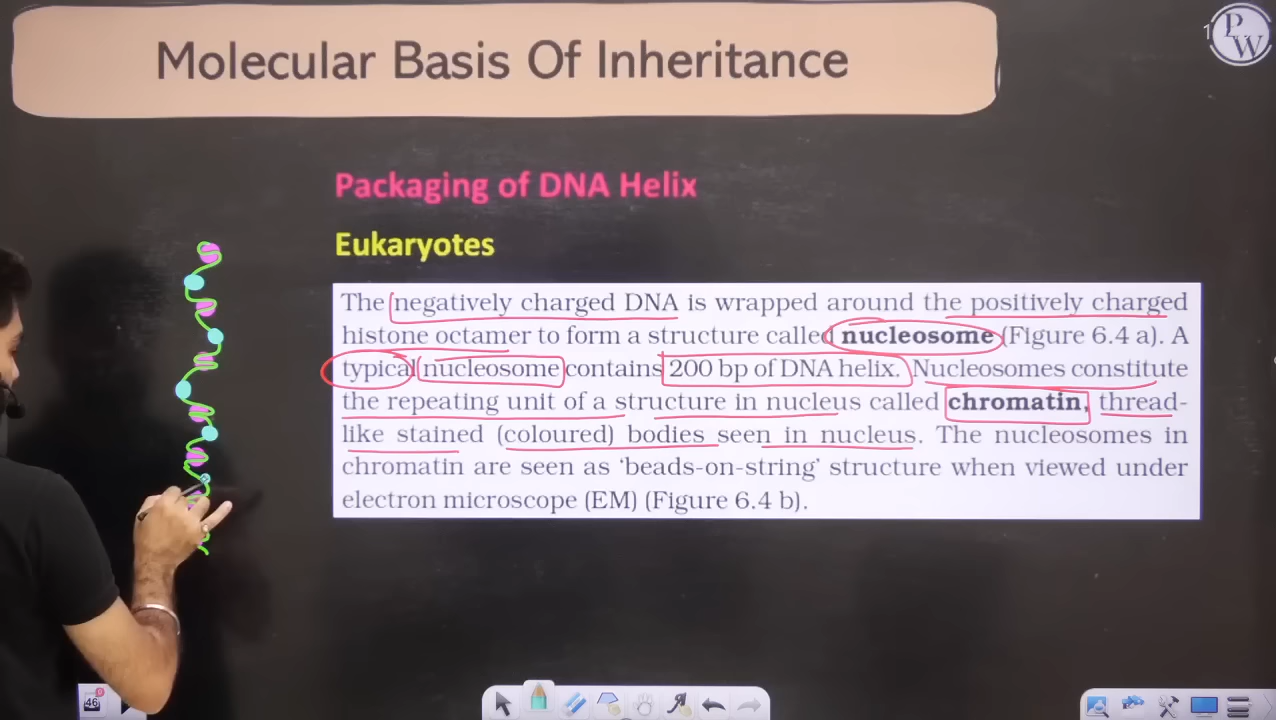 Molecular Basis Of Inheritance
PW
Packaging of DNA Helix
Eukaryotes
The negatively charged DNA is wrapped around the positively charged
histone octamer to form a structure called nucleosome (Figure 6.4 a). A
typical nucleosome contains 200 bp of DNA helix. Nucleosomes constitute
the repeating unit of a structure in nucleus called chromatin, thread-
like stained (coloured) bodies seen in nucleus. The nucleosomes in
chromatin are seen as ‘beads-on-string’ structure when viewed under
electron microscope (EM) (Figure 6.4 b).
46